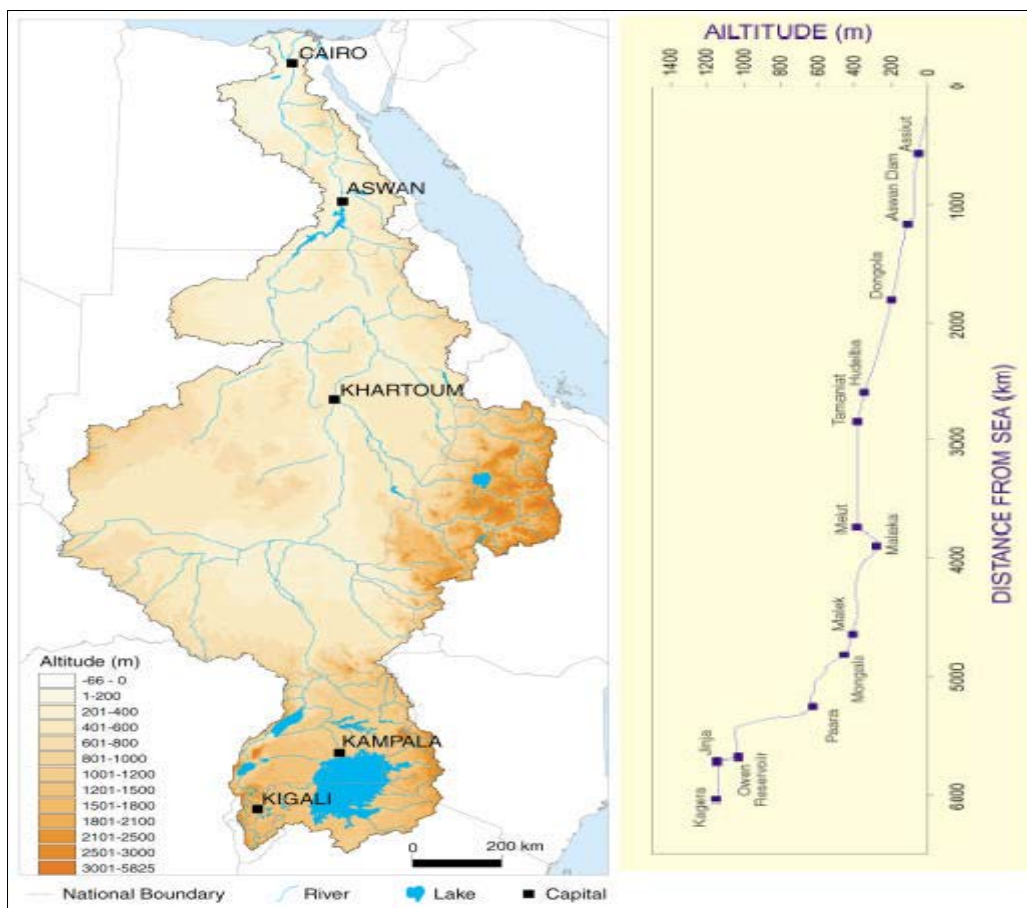 CAIRO
ASWAN
KHARTOUM
KAMPALA
KIGALI
Altitude (m)
-66 - 0
1-200
201-400
401-600
601-800
801-1000
1001-1200
1201-1500
1501-1800
1801-2100
2101-2500
2501-3000
3001-5825
0 200 km
National Boundary River Lake Capital
AILTITUDE (m)
1400 1200 1000 800 600 400 200 0
Assiut
Aswan Dam
Dongola
Hudeiba
Tamaniat
Melut
Malaka
Malek
Mongala
Paara
Jinja
Owen
Reservoiir
Kagera
0
1000
2000
3000
4000
5000
6000
DISTANCE FROM SEA (km)